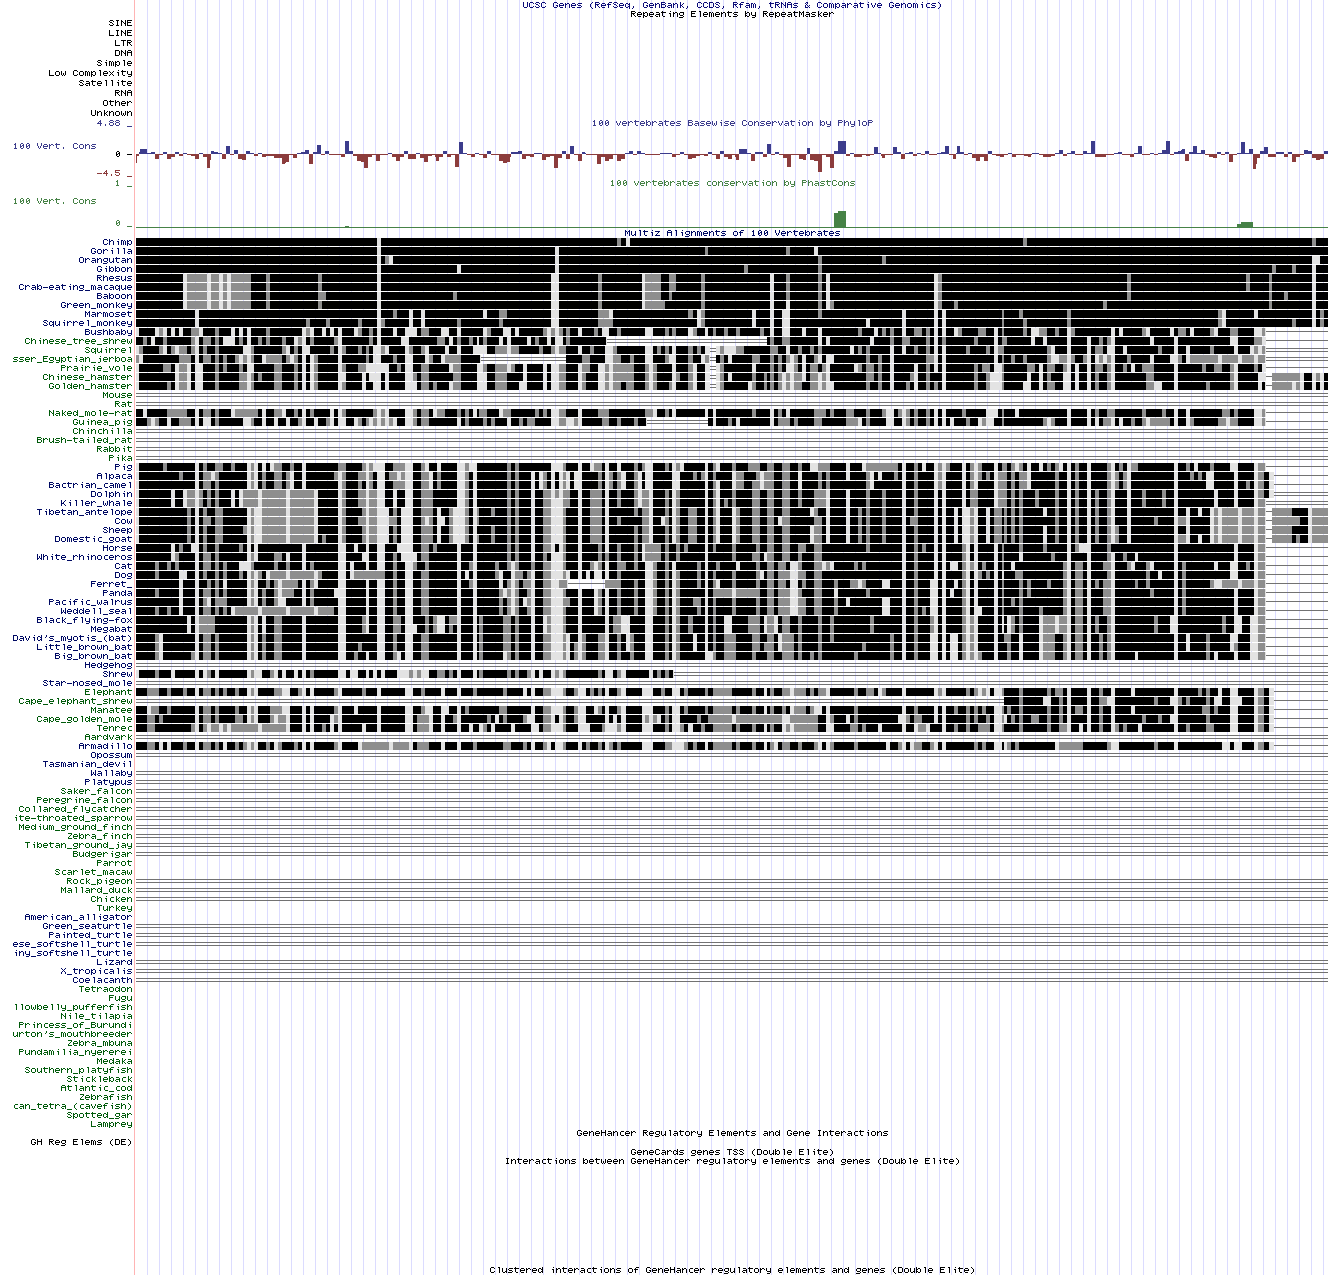 UCSC Genes (RefSeq, GenBank, CCDS, Rfam, tRNAs & Comparative Genomics)
Repeating Elements by RepeatMasker
SINE
LINE
LTR
DNA
Simple
Low Complexity
Satellite
RNA
Other
Unknown
100 vertebrates Basewise Conservation by PhyloP
4.88 _
100 Vert. Cons
0 _
-4.5 _
100 vertebrates conservation by PhastCons
1 _
100 Vert. Cons
0 _
Multiz Alignments of 100 Vertebrates
Chimp
Gorilla
Orangutan
Gibbon
Rhesus
Crab-eating_macaque
Baboon
Green_monkey
Marmoset
Squirrel_monkey
Bushbaby
Chinese_tree_shrew
Squirrel
sser_Egyptian_jerboa
Prairie_vole
Chinese_hamster
Golden_hamster
Mouse
Rat
Naked_mole-rat
Guinea_pig
Chinchilla
Brush-tailed_rat
Rabbit
Pika
Pig
Alpaca
Bactrian_camel
Dolphin
Killer_whale
Tibetan_antelope
Cow
Sheep
Domestic_goat
Horse
White_rhinoceros
Cat
Dog
Ferret_
Panda
Pacific_walrus
Weddell_seal
Black_flying-fox
Megabat
David's_myotis_(bat)
Little_brown_bat
Big_brown_bat
Hedgehog
Shrew
Star-nosed_mole
Elephant
Cape_elephant_shrew
Manatee
Cape_golden_mole
Tenrec
Aardvark
Armadillo
Opossum
Tasmanian_devil
Wallaby
Platypus
Saker_falcon
Peregrine_falcon
Collared_flycatcher
ite-throated_sparrow
Medium_ground_finch
Zebra_finch
Tibetan_ground_jay
Budgerigar
Parrot
Scarlet_macaw
Rock_pigeon
Mallard_duck
Chicken
Turkey
American_alligator
Green_seaturtle
Painted_turtle
ese_softshell_turtle
iny_softshell_turtle
Lizard
X_tropicalis
Coelacanth
Tetraodon
Fugu
llowbelly_pufferfish
Nile_tilapia
Princess_of_Burundi
urton's_mouthbreeder
Zebra_mbuna
Pundamilia_nyererei
Medaka
Southern_platyfish
Stickleback
Atlantic_cod
Zebrafish
can_tetra_(cavefish)
Spotted_gar
Lamprey
GeneHancer Regulatory Elements and Gene Interactions
GH Reg Elems (DE)
GeneCards genes TSS (Double Elite)
Interactions between GeneHancer regulatory elements and genes (Double Elite)
Clustered interactions of GeneHancer regulatory elements and genes (Double Elite)